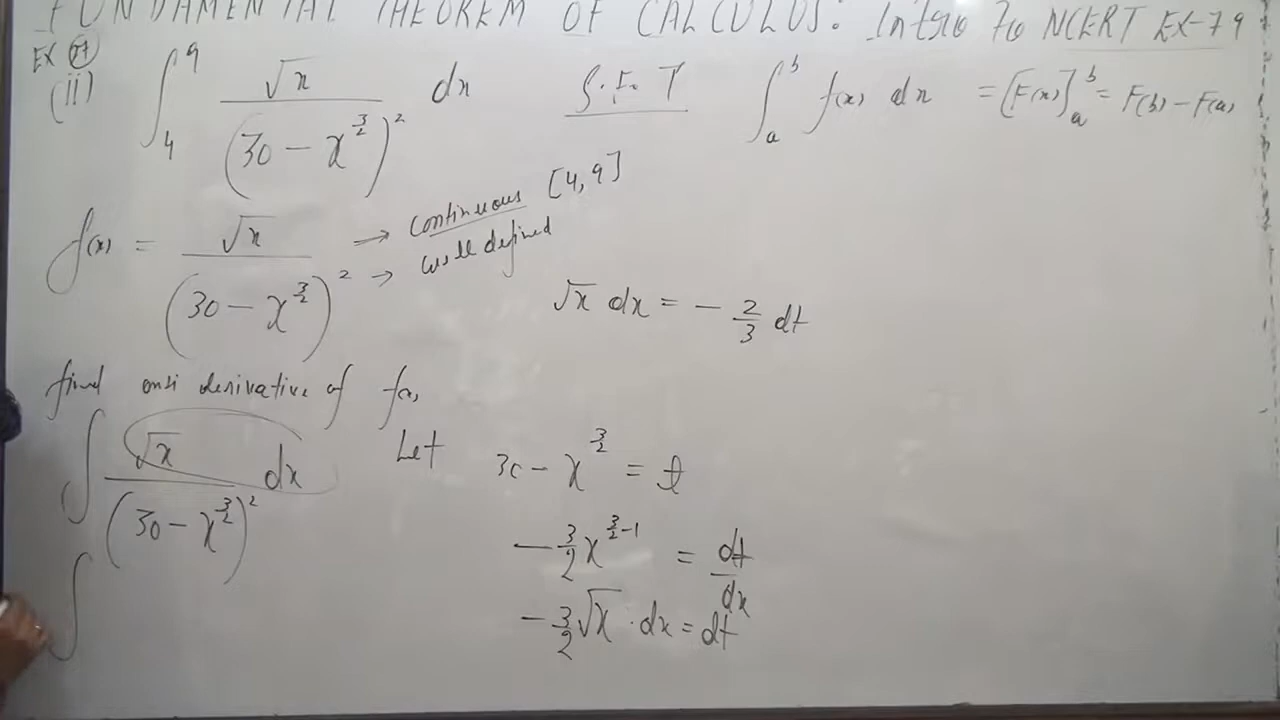 FUNDAMENTAL THEOREM OF CALCULUS: Intro to NCERT EX-7.9
EX 27
(ii) ∫₄⁹ √x / (30 − x^{3/2})² dx S.F.T ∫ₐᵇ f(x) dx = [F(x)]ₐᵇ = F(b) − F(a)
f(x) = √x / (30 − x^{3/2})² → continuous [4, 9]
→ well defined
√x dx = − 2/3 dt
find anti derivative of f(x)
∫ √x / (30 − x^{3/2})² dx Let 30 − x^{3/2} = t
∫ − 3/2 x^{3/2 − 1} = dt/dx
− 3/2 √x · dx = dt